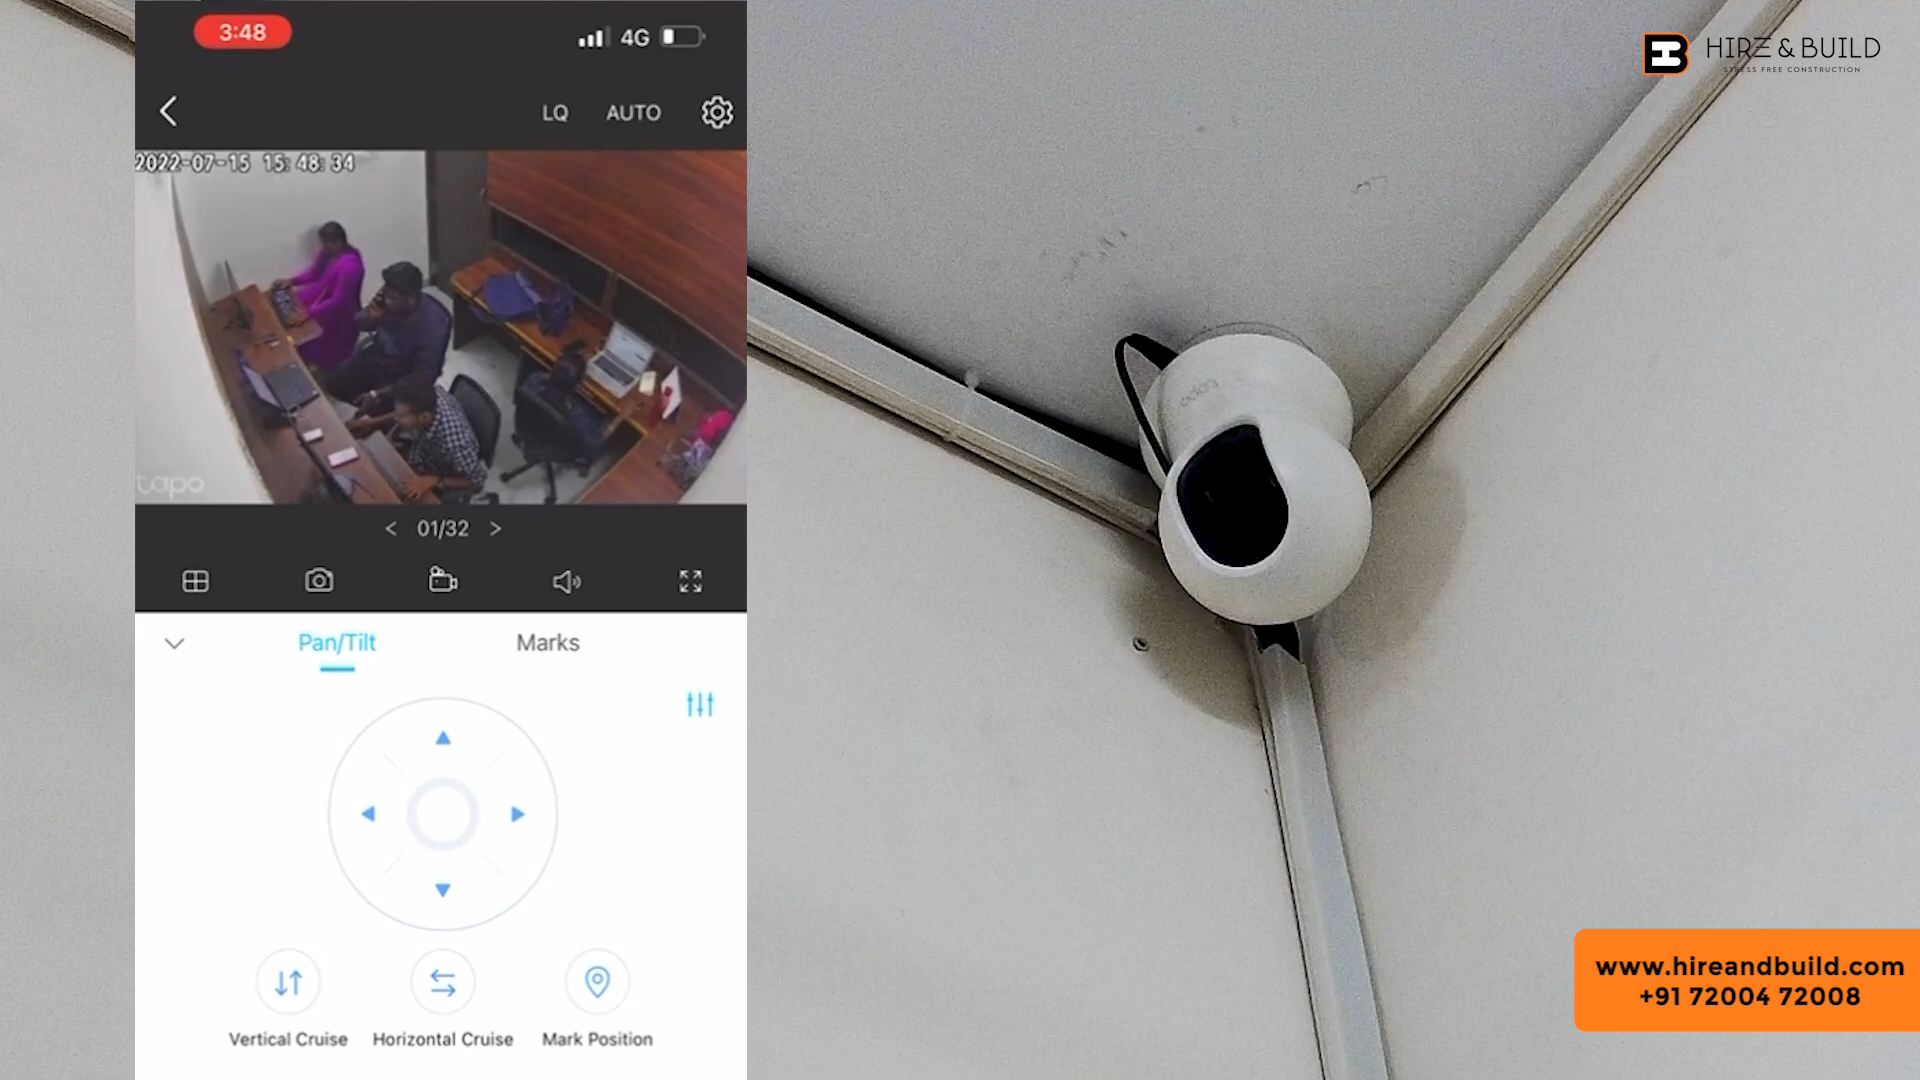 3:48
4G
LQ AUTO
2022-07-15 15:48:34
tapo
< 01/32 >
Pan/Tilt Marks
Vertical Cruise Horizontal Cruise Mark Position
tapo
B HIRE & BUILD
STRESS FREE CONSTRUCTION
www.hireandbuild.com
+91 72004 72008